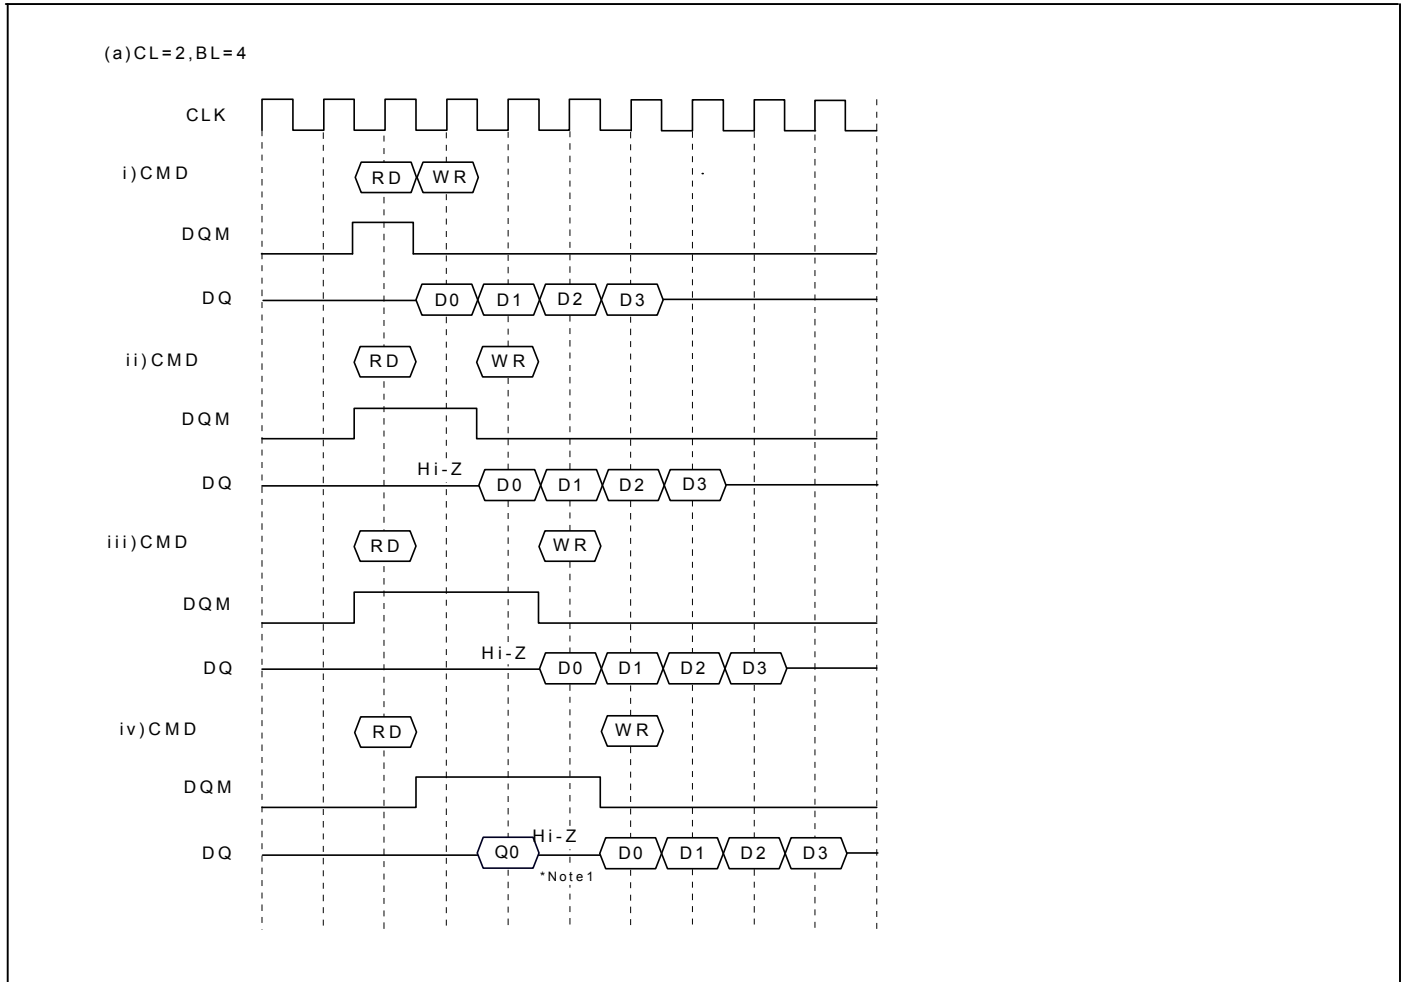 (a)CL=2,BL=4
CLK
i)CMD RD WR
DQM
DQ D0 D1 D2 D3
ii)CMD RD WR
DQM
Hi-Z
DQ D0 D1 D2 D3
iii)CMD RD WR
DQM
Hi-Z
DQ D0 D1 D2 D3
iv)CMD RD WR
DQM
Hi-Z
DQ Q0 D0 D1 D2 D3
*Note1